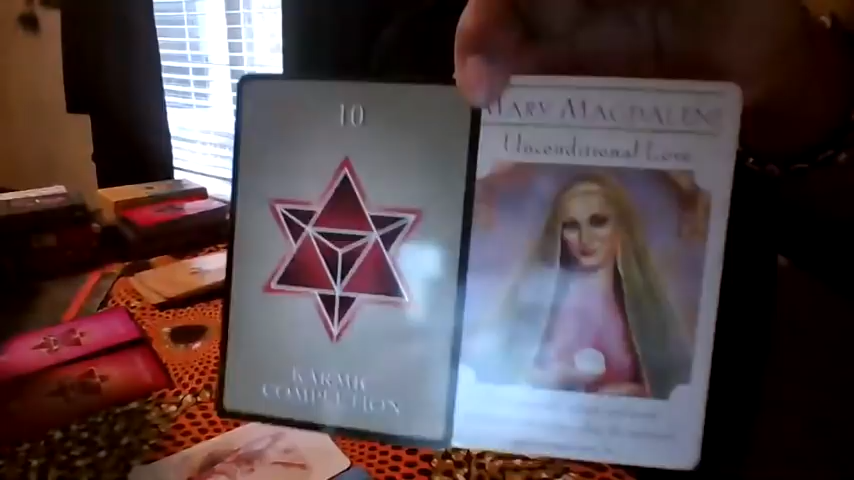 10
KARMIC
COMPLETION
MARY MAGDALENE
Unconditional Love